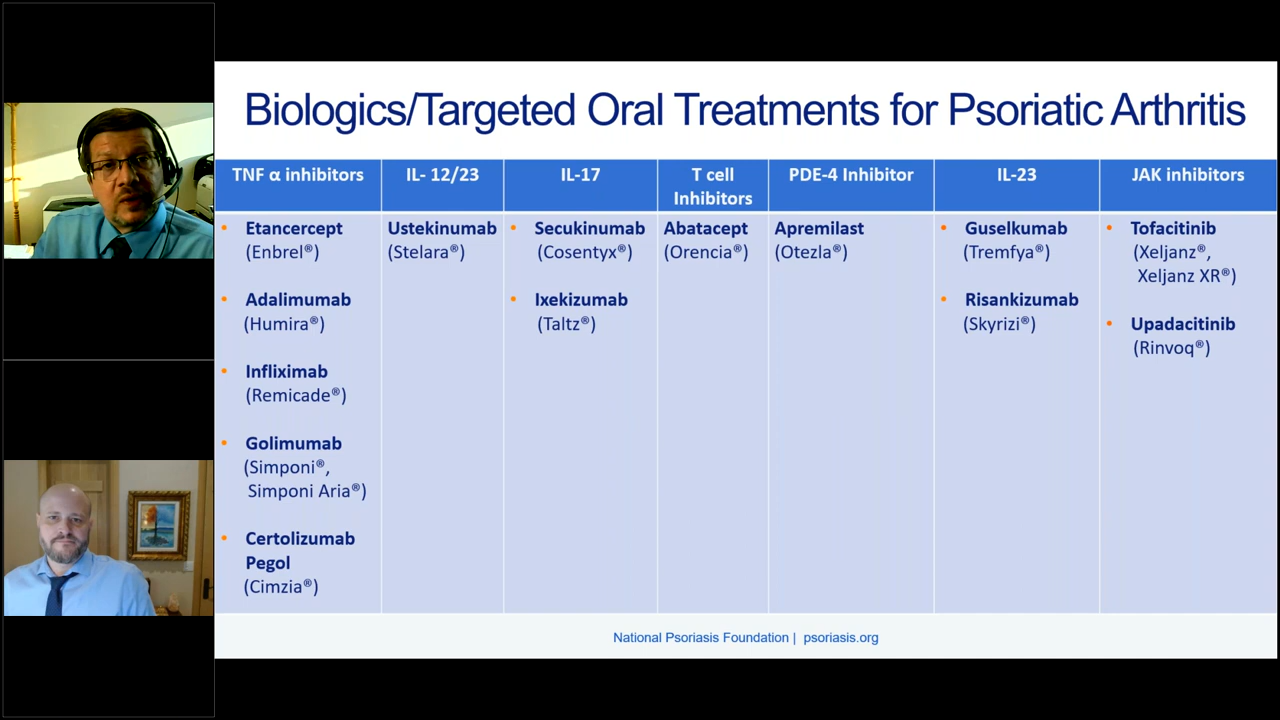 Biologics/Targeted Oral Treatments for Psoriatic Arthritis
TNF α inhibitors
Etancercept
(Enbrel®)
Adalimumab
(Humira®)
Infliximab
(Remicade®)
Golimumab
(Simponi®,
Simponi Aria®)
Certolizumab
Pegol
(Cimzia®)
IL- 12/23
Ustekinumab
(Stelara®)
IL-17
Secukinumab
(Cosentyx®)
Ixekizumab
(Taltz®)
T cell
Inhibitors
Abatacept
(Orencia®)
PDE-4 Inhibitor
Apremilast
(Otezla®)
IL-23
Guselkumab
(Tremfya®)
Risankizumab
(Skyrizi®)
JAK inhibitors
Tofacitinib
(Xeljanz®,
Xeljanz XR®)
Upadacitinib
(Rinvoq®)
National Psoriasis Foundation | psoriasis.org